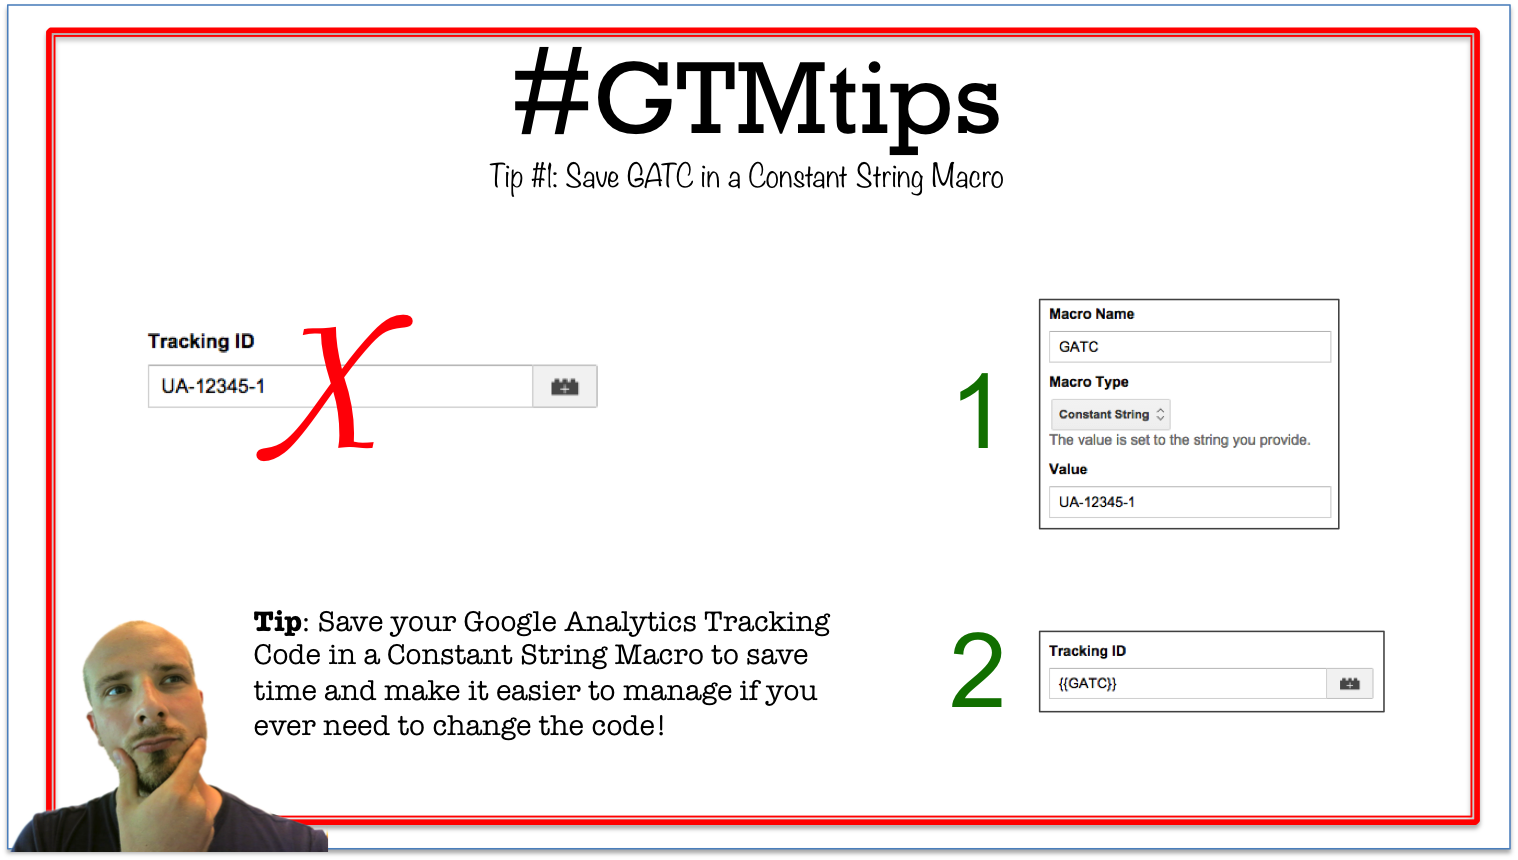 #GTMtips
Tip #1: Save GATC in a Constant String Macro
Tracking ID
UA-12345-1
X
1
Macro Name
GATC
Macro Type
Constant String
The value is set to the string you provide.
Value
UA-12345-1
Tip: Save your Google Analytics Tracking
Code in a Constant String Macro to save
time and make it easier to manage if you
ever need to change the code!
2
Tracking ID
{{GATC}}